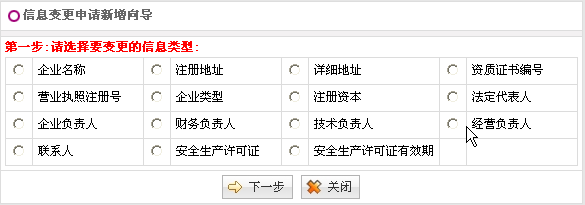 信息变更申请新增向导
第一步:请选择要变更的信息类型:
企业名称 注册地址 详细地址 资质证书编号
营业执照注册号 企业类型 注册资本 法定代表人
企业负责人 财务负责人 技术负责人 经营负责人
联系人 安全生产许可证 安全生产许可证有效期
下一步 关闭